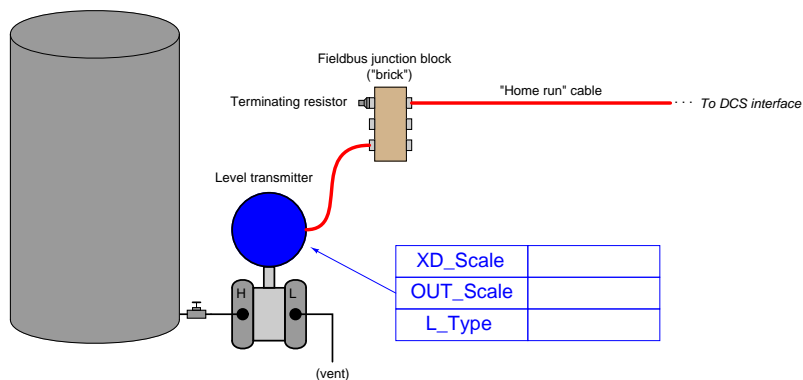 Fieldbus junction block
("brick")
Terminating resistor
"Home run" cable
To DCS interface
Level transmitter
H
L
(vent)
XD_Scale
OUT_Scale
L_Type